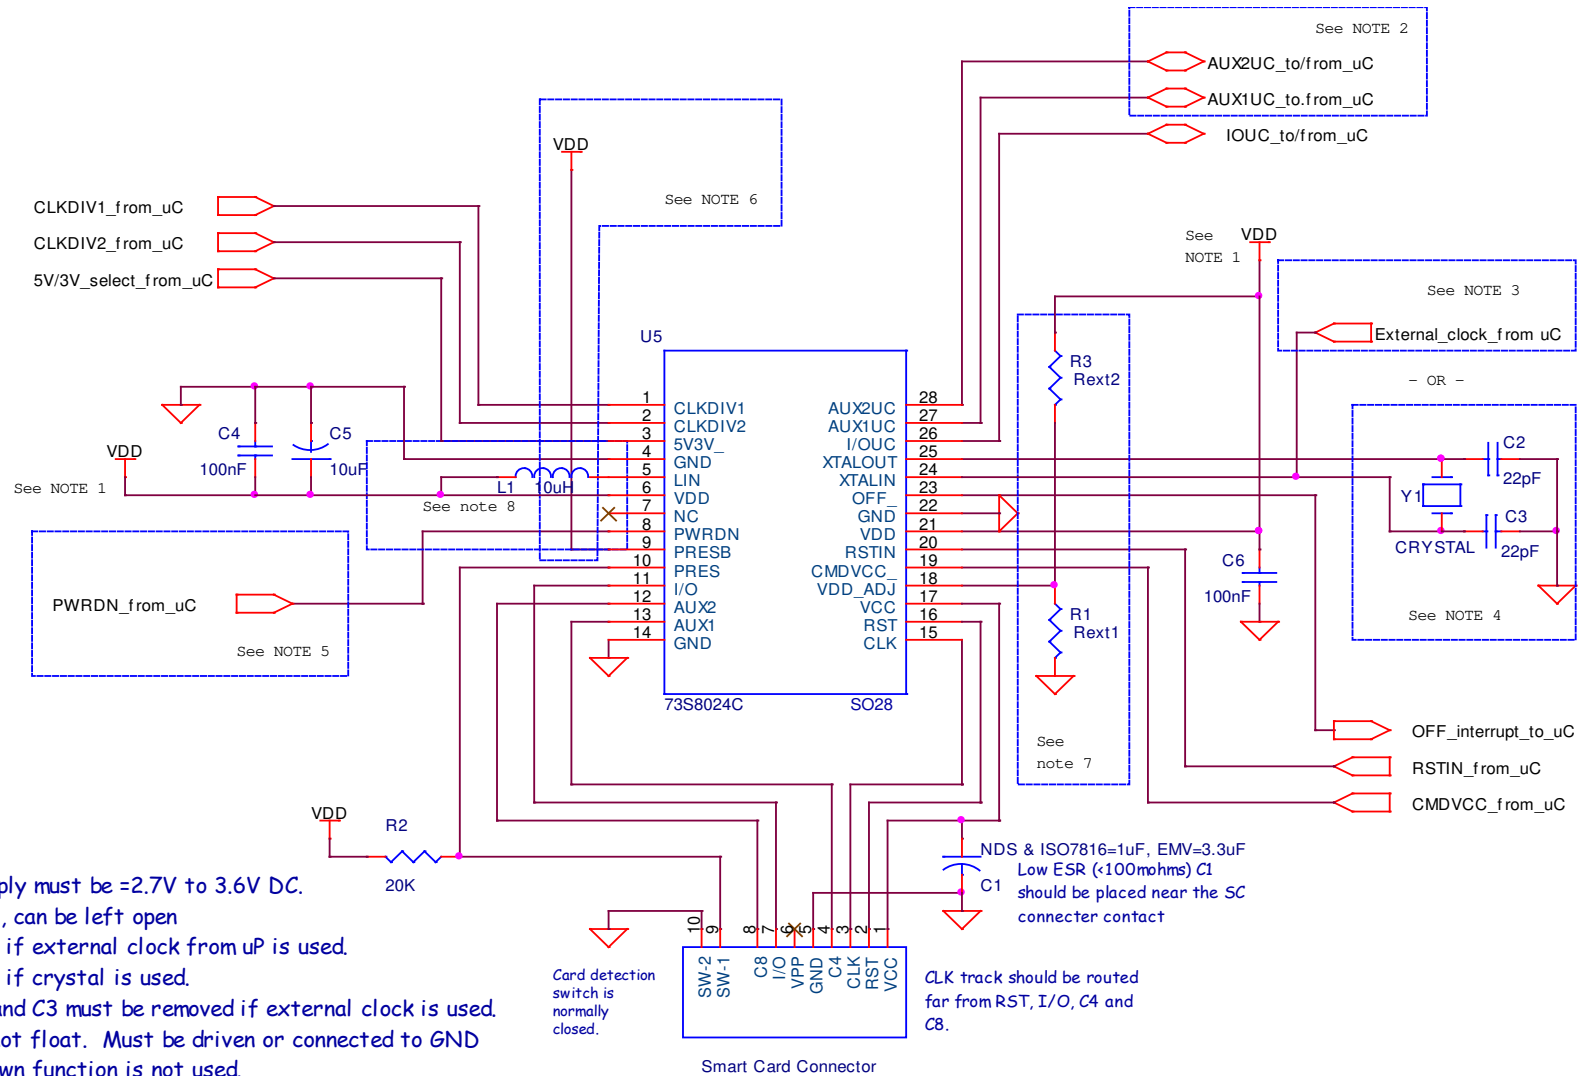 See NOTE 2
AUX2UC_to/from_uC
AUX1UC_to.from_uC
IOUC_to/from_uC
VDD
See NOTE 6
CLKDIV1_from_uC
CLKDIV2_from_uC
5V/3V_select_from_uC
See
NOTE 1
VDD
See NOTE 3
External_clock_from uC
- OR -
U5
R3
Rext2
1
2
3
4
5
6
7
8
9
10
11
12
13
14
CLKDIV1
CLKDIV2
5V3V_
GND
LIN
VDD
NC
PWRDN
PRESB
PRES
I/O
AUX2
AUX1
GND
AUX2UC
AUX1UC
I/OUC
XTALOUT
XTALIN
OFF_
GND
VDD
RSTIN
CMDVCC_
VDD_ADJ
VCC
RST
CLK
28
27
26
25
24
23
22
21
20
19
18
17
16
15
73S8024C
SO28
C4
100nF
C5
10uF
VDD
See NOTE 1
L1
10uH
See note 8
PWRDN_from_uC
See NOTE 5
C2
22pF
Y1
C3
22pF
CRYSTAL
See NOTE 4
C6
100nF
R1
Rext1
See
note 7
OFF_interrupt_to_uC
RSTIN_from_uC
CMDVCC_from_uC
VDD
R2
20K
NDS & ISO7816=1uF, EMV=3.3uF
Low ESR (<100mohms) C1
should be placed near the SC
connecter contact
C1
ply must be =2.7V to 3.6V DC.
, can be left open
if external clock from uP is used.
if crystal is used.
and C3 must be removed if external clock is used.
ot float. Must be driven or connected to GND
wn function is not used.
10
9
8
7
6
5
4
3
2
1
SW-2
SW-1
C8
I/O
VPP
GND
C4
CLK
RST
VCC
Card detection
switch is
normally
closed.
CLK track should be routed
far from RST, I/O, C4 and
C8.
Smart Card Connector